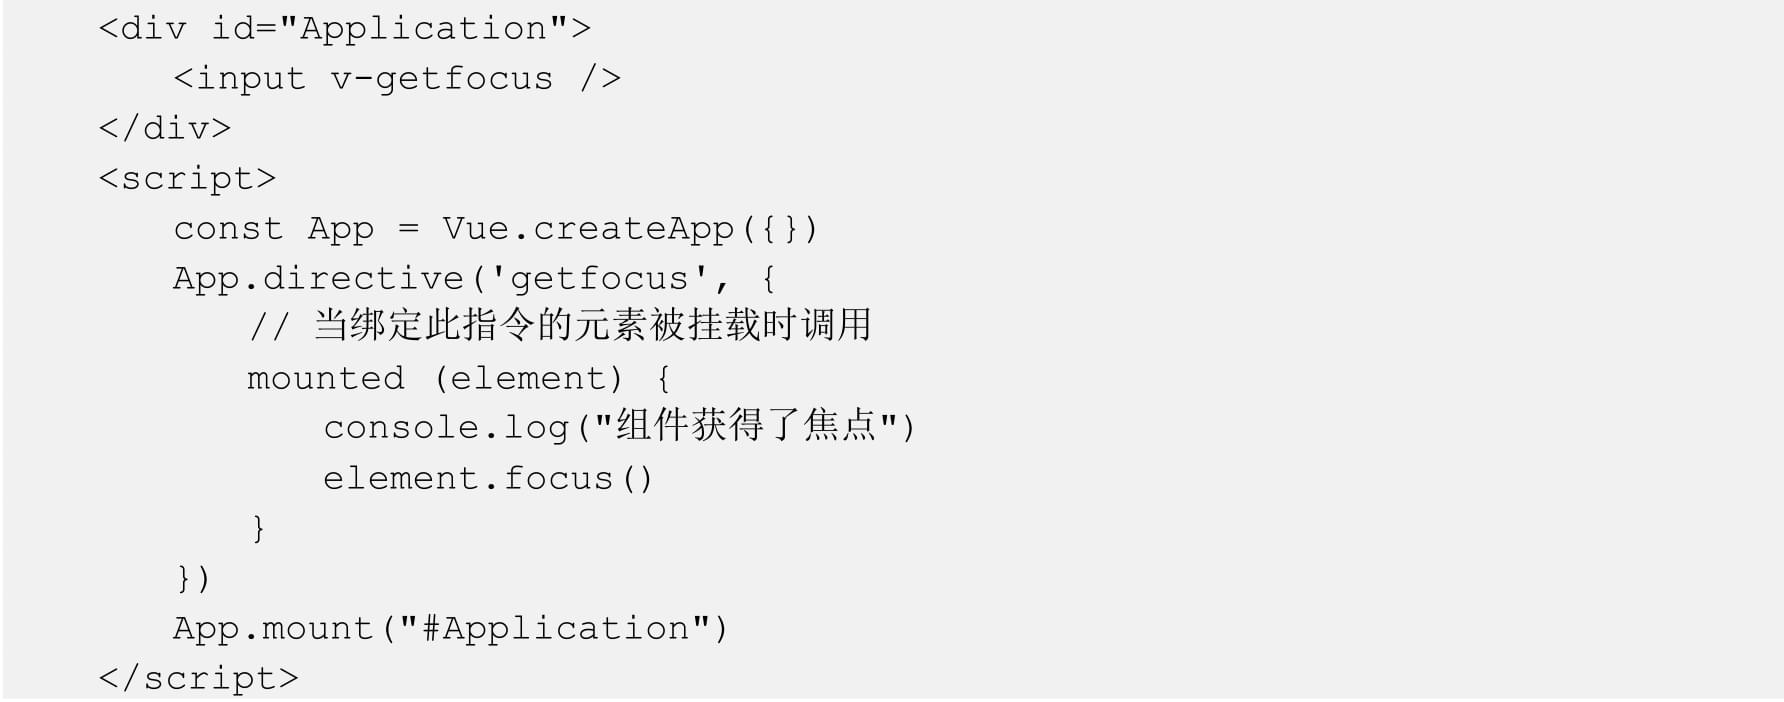 <div id="Application">
<input v-getfocus />
</div>
<script>
const App = Vue.createApp({})
App.directive('getfocus', {
// 当绑定此指令的元素被挂载时调用
mounted (element) {
console.log("组件获得了焦点")
element.focus()
}
})
App.mount("#Application")
</script>